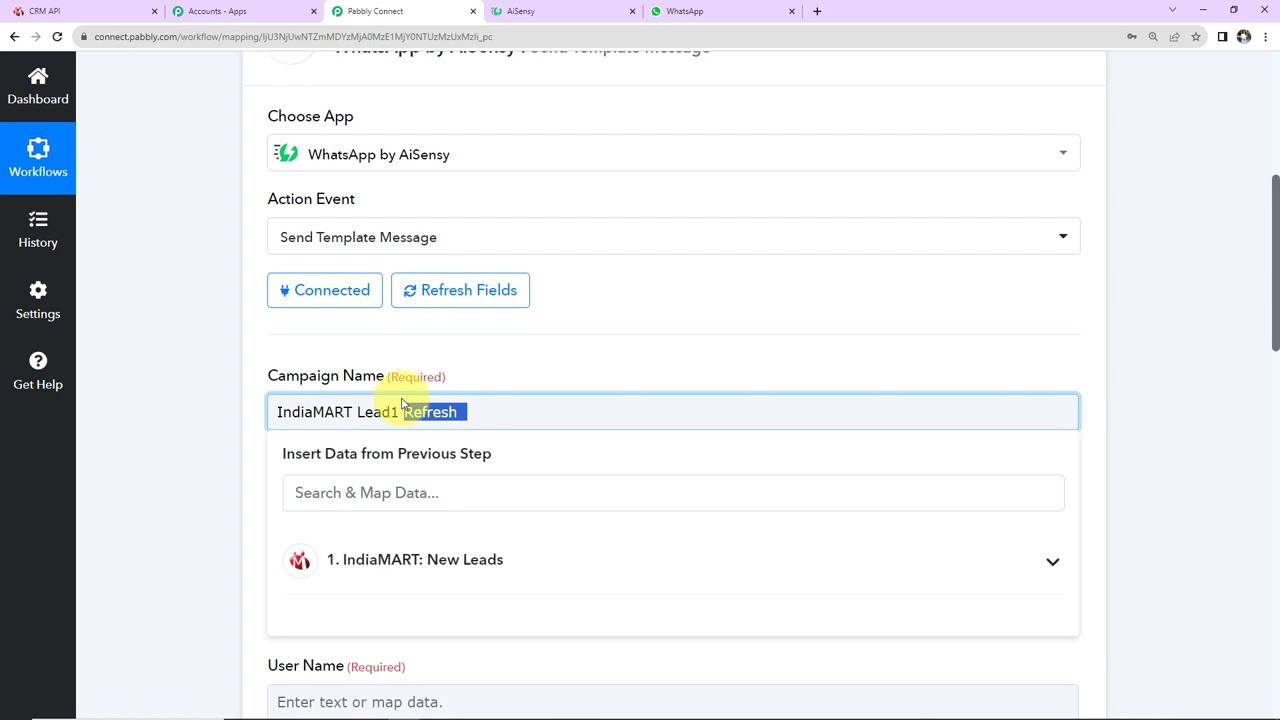 CRM API
Accounts - Apps
Pabbly Connect
AiSensy
WhatsApp
connect.pabbly.com/workflow/mapping/IjU3NjUwNTZmMDYzMjA0MzE1MjY0NTUzMzUxMzIi_pc
WhatsApp by AiSensy : Send Template Message
Dashboard
Workflows
History
Settings
Get Help
Choose App
WhatsApp by AiSensy
Action Event
Send Template Message
Connected
Refresh Fields
Campaign Name (Required)
IndiaMART Lead1 Refresh
Insert Data from Previous Step
Search & Map Data...
1. IndiaMART: New Leads
User Name (Required)
Enter text or map data.